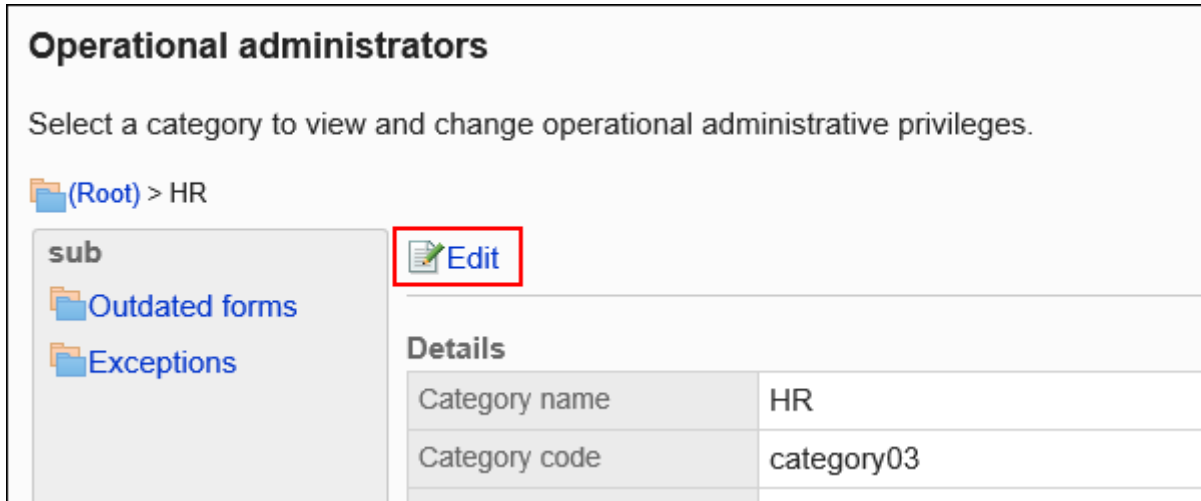 Operational administrators
Select a category to view and change operational administrative privileges.
(Root) > HR
sub
Outdated forms
Exceptions
Edit
Details
Category name HR
Category code category03